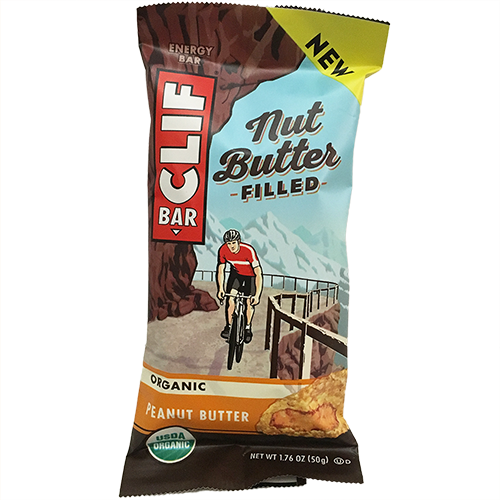 ENERGY
BAR
NEW
CLIF
BAR
Nut
Butter
FILLED
ORGANIC
PEANUT BUTTER
USDA
ORGANIC
NET WT 1.76 OZ (50g) U D